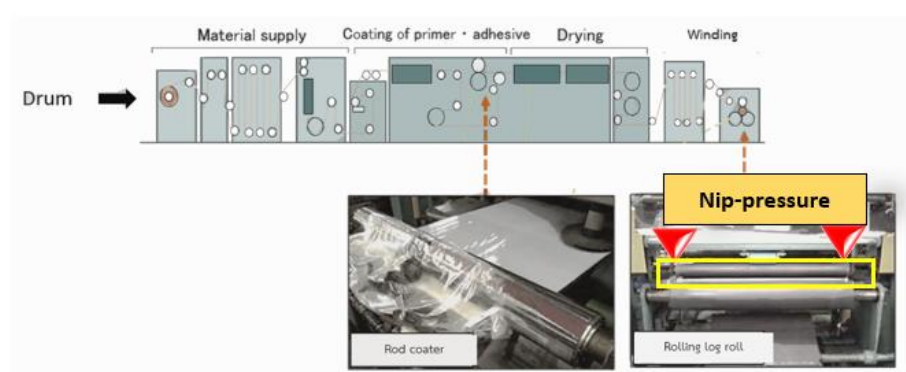 Material supply
Coating of primer・adhesive
Drying
Winding
Drum
Nip-pressure
Rod coater
Rolling log roll